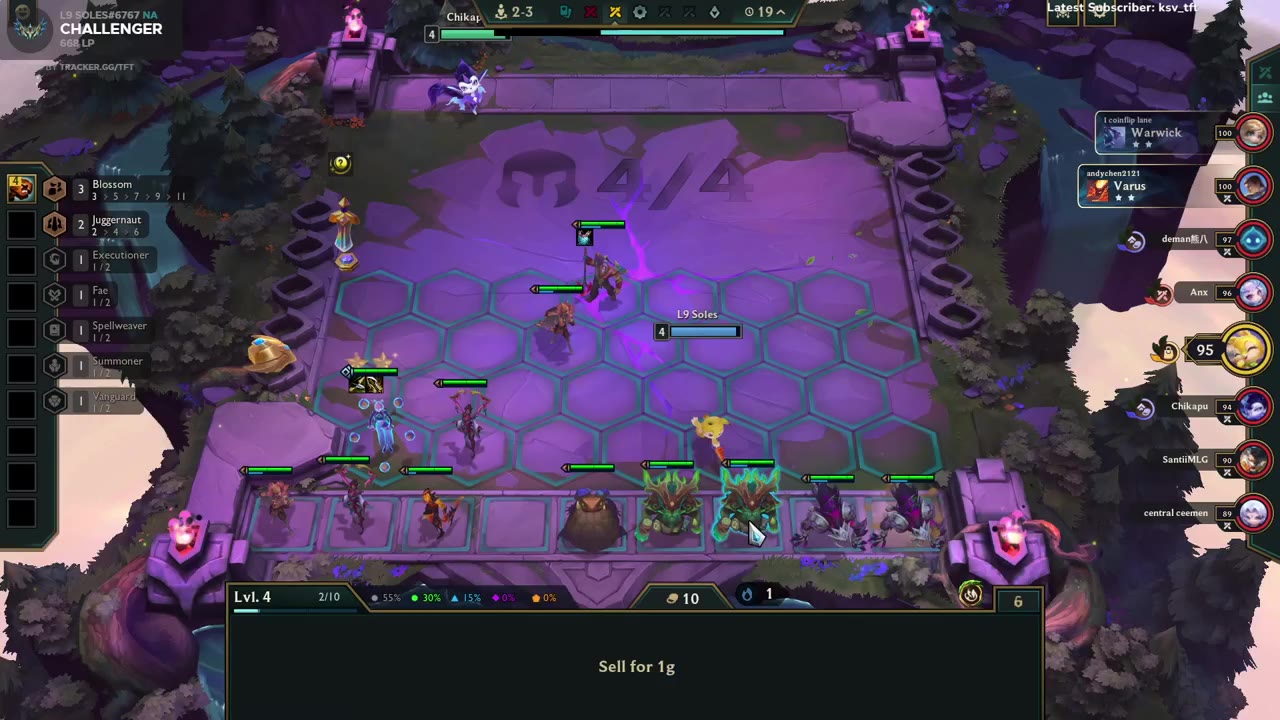 L9 SOLES#6767 NA
CHALLENGER
668 LP
BY TRACKER.GG/TFT
Chikap
4
2-3
19
Latest Subscriber: ksv_tft
4/4
4
3
Blossom
3 > 5 > 7 > 9 > 11
2
Juggernaut
2 > 4 > 6
1
Executioner
1 / 2
1
Fae
1 / 2
1
Spellweaver
1 / 2
1
Summoner
1 / 2
1
Vanguard
1 / 2
L9 Soles
4
I coinflip lane
Warwick
100
andychen2121
Varus
100
deman熊八
97
Anx
96
95
Chikapu
94
SantiiMLG
90
central ceemen
89
Lvl. 4
2/10
55%
30%
15%
0%
0%
10
1
6
Sell for 1g